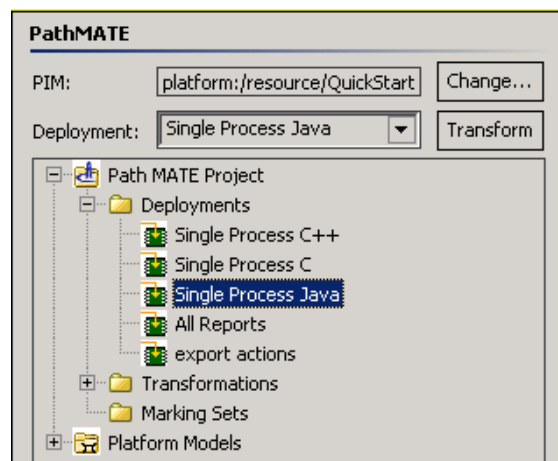 PathMATE
PIM: platform:/resource/QuickStart Change...
Deployment: Single Process Java Transform
Path MATE Project
Deployments
Single Process C++
Single Process C
Single Process Java
All Reports
export actions
Transformations
Marking Sets
Platform Models